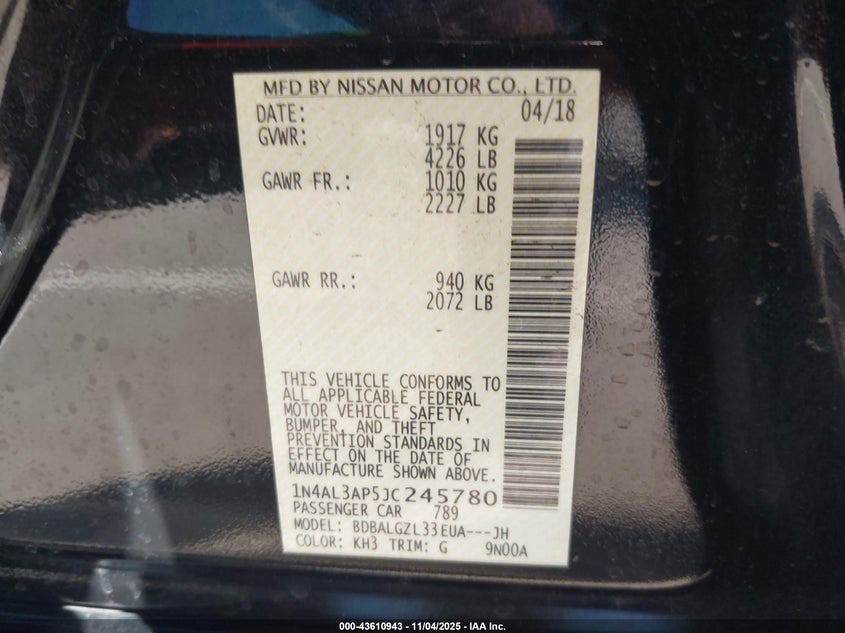 MFD BY NISSAN MOTOR CO., LTD.
DATE: 04/18
GVWR: 1917 KG
4226 LB
GAWR FR.: 1010 KG
2227 LB
GAWR RR.: 940 KG
2072 LB
THIS VEHICLE CONFORMS TO
ALL APPLICABLE FEDERAL
MOTOR VEHICLE SAFETY,
BUMPER, AND THEFT
PREVENTION STANDARDS IN
EFFECT ON THE DATE OF
MANUFACTURE SHOWN ABOVE.
1N4AL3AP5JC245780
PASSENGER CAR 789
MODEL: BDBALGZL33EUA---JH
COLOR: KH3 TRIM: G 9N00A
000-43610943 - 11/04/2025 - IAA Inc.